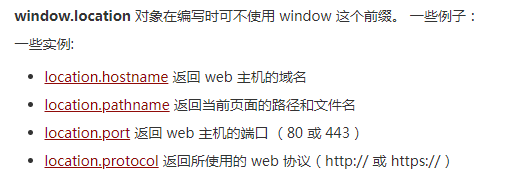 window.location 对象在编写时可不使用 window 这个前缀。 一些例子：
一些实例:
• location.hostname 返回 web 主机的域名
• location.pathname 返回当前页面的路径和文件名
• location.port 返回 web 主机的端口 （80 或 443）
• location.protocol 返回所使用的 web 协议（http:// 或 https://）